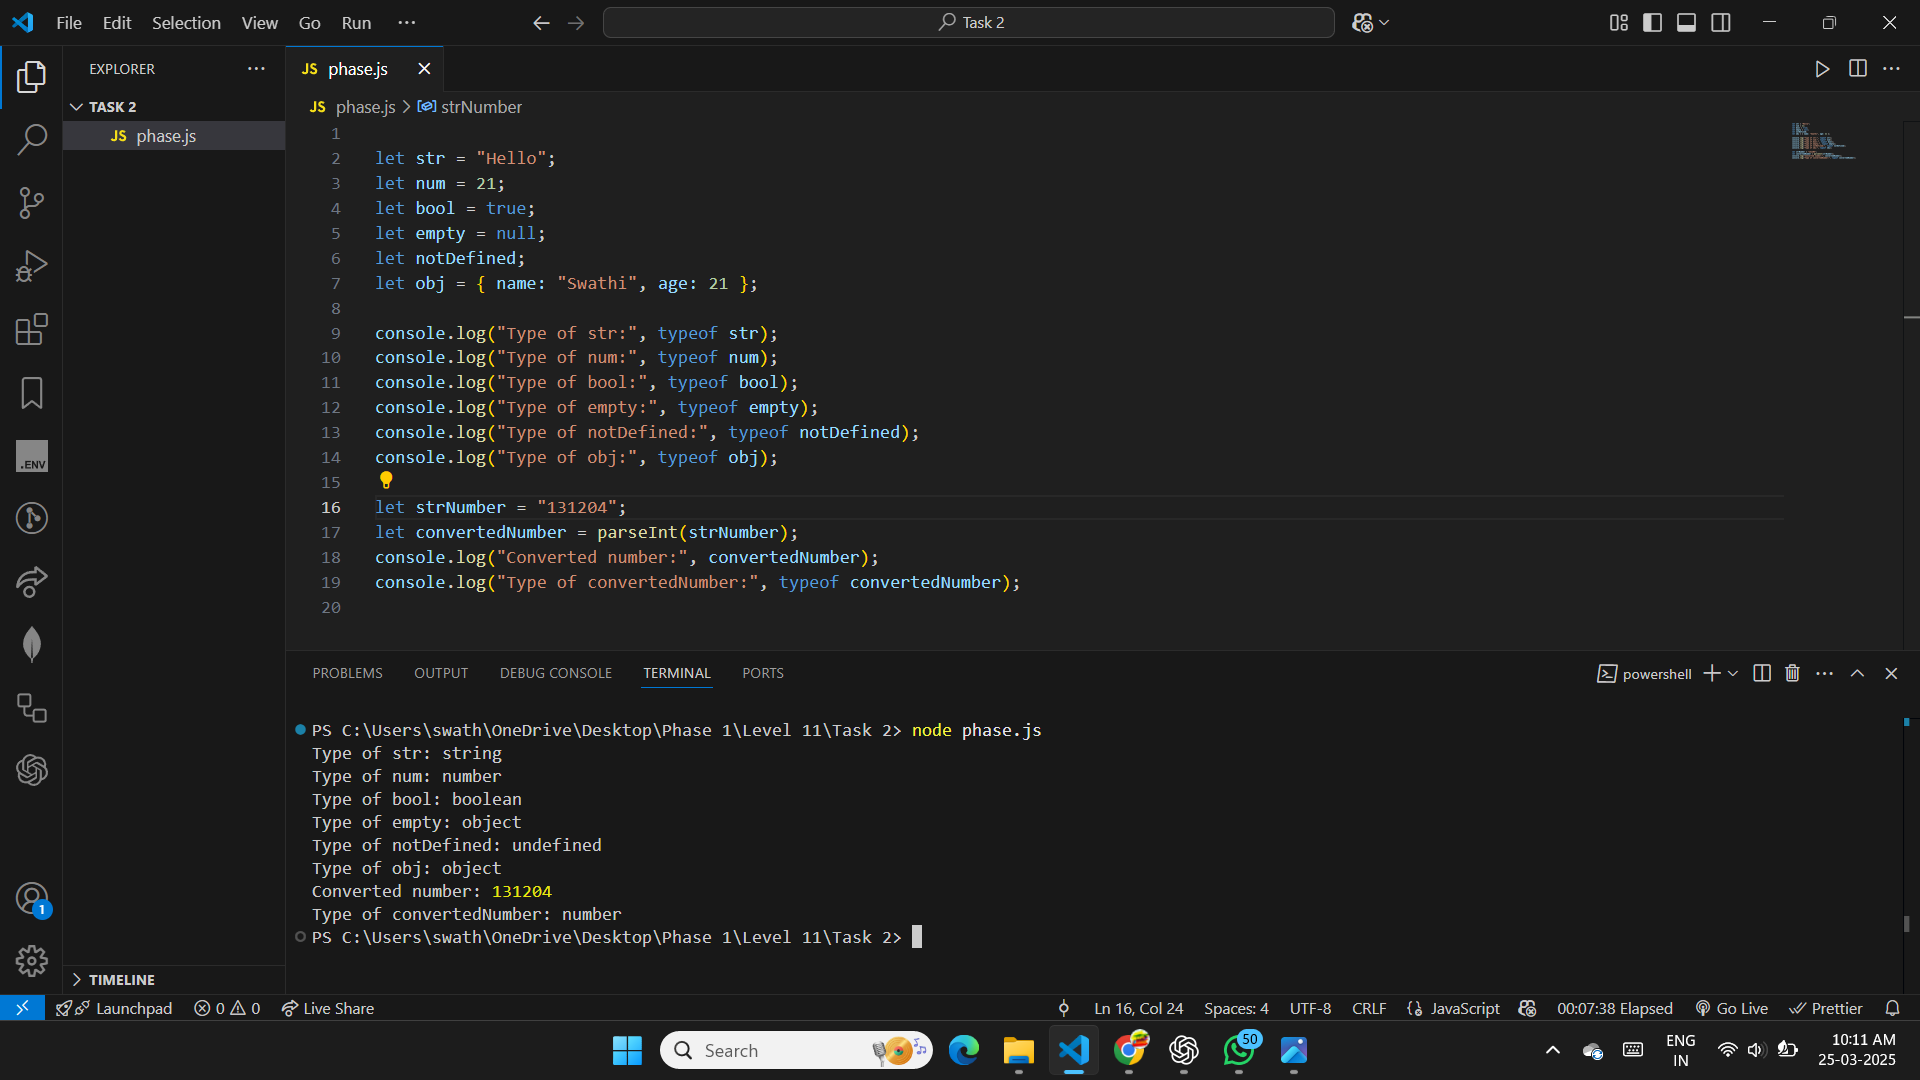 File Edit Selection View Go Run ··· Task 2
EXPLORER ···
TASK 2
JS phase.js
TIMELINE
.ENV
1
JS phase.js
JS phase.js > strNumber
1
2 let str = "Hello";
3 let num = 21;
4 let bool = true;
5 let empty = null;
6 let notDefined;
7 let obj = { name: "Swathi", age: 21 };
8
9 console.log("Type of str:", typeof str);
10 console.log("Type of num:", typeof num);
11 console.log("Type of bool:", typeof bool);
12 console.log("Type of empty:", typeof empty);
13 console.log("Type of notDefined:", typeof notDefined);
14 console.log("Type of obj:", typeof obj);
15
16 let strNumber = "131204";
17 let convertedNumber = parseInt(strNumber);
18 console.log("Converted number:", convertedNumber);
19 console.log("Type of convertedNumber:", typeof convertedNumber);
20
PROBLEMS OUTPUT DEBUG CONSOLE TERMINAL PORTS powershell
PS C:\Users\swath\OneDrive\Desktop\Phase 1\Level 11\Task 2> node phase.js
Type of str: string
Type of num: number
Type of bool: boolean
Type of empty: object
Type of notDefined: undefined
Type of obj: object
Converted number: 131204
Type of convertedNumber: number
PS C:\Users\swath\OneDrive\Desktop\Phase 1\Level 11\Task 2>
Launchpad 0 0 Live Share Ln 16, Col 24 Spaces: 4 UTF-8 CRLF JavaScript 00:07:38 Elapsed Go Live Prettier
Search 50 ENG 10:11 AM
IN 25-03-2025